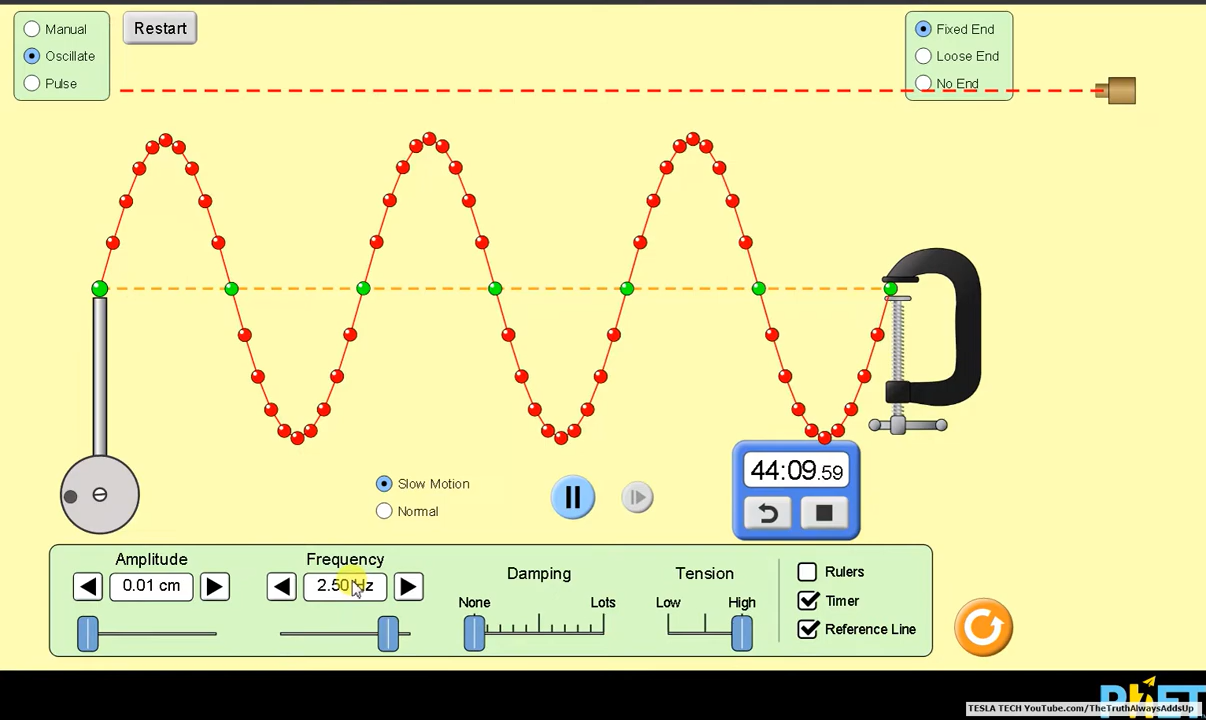 Manual
Oscillate
Pulse
Restart
Fixed End
Loose End
No End
Slow Motion
Normal
44:09.59
Amplitude
0.01 cm
Frequency
2.50 Hz
Damping
None
Lots
Tension
Low
High
Rulers
Timer
Reference Line
PhET
TESLA TECH YouTube.com/TheTruthAlwaysAddsUp